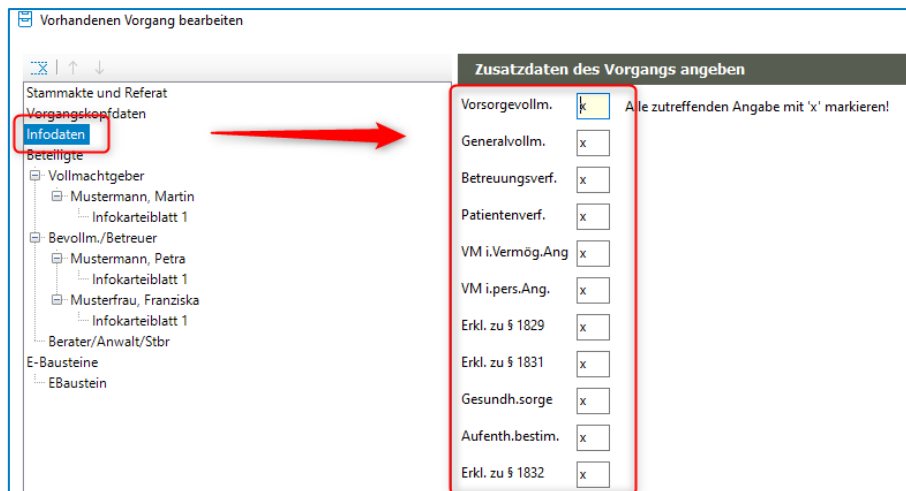 Vorhandenen Vorgang bearbeiten
Stammakte und Referat
Vorgangskopfdaten
Infodaten
Beteiligte
Vollmachtgeber
Mustermann, Martin
Infokarteiblatt 1
Bevollm./Betreuer
Mustermann, Petra
Infokarteiblatt 1
Musterfrau, Franziska
Infokarteiblatt 1
Berater/Anwalt/Stbr
E-Bausteine
EBaustein
Zusatzdaten des Vorgangs angeben
Vorsorgevollm. x Alle zutreffenden Angabe mit 'x' markieren!
Generalvollm. x
Betreuungsverf. x
Patientenverf. x
VM i.Vermög.Ang x
VM i.pers.Ang. x
Erkl. zu § 1829 x
Erkl. zu § 1831 x
Gesundh.sorge x
Aufenth.bestim. x
Erkl. zu § 1832 x